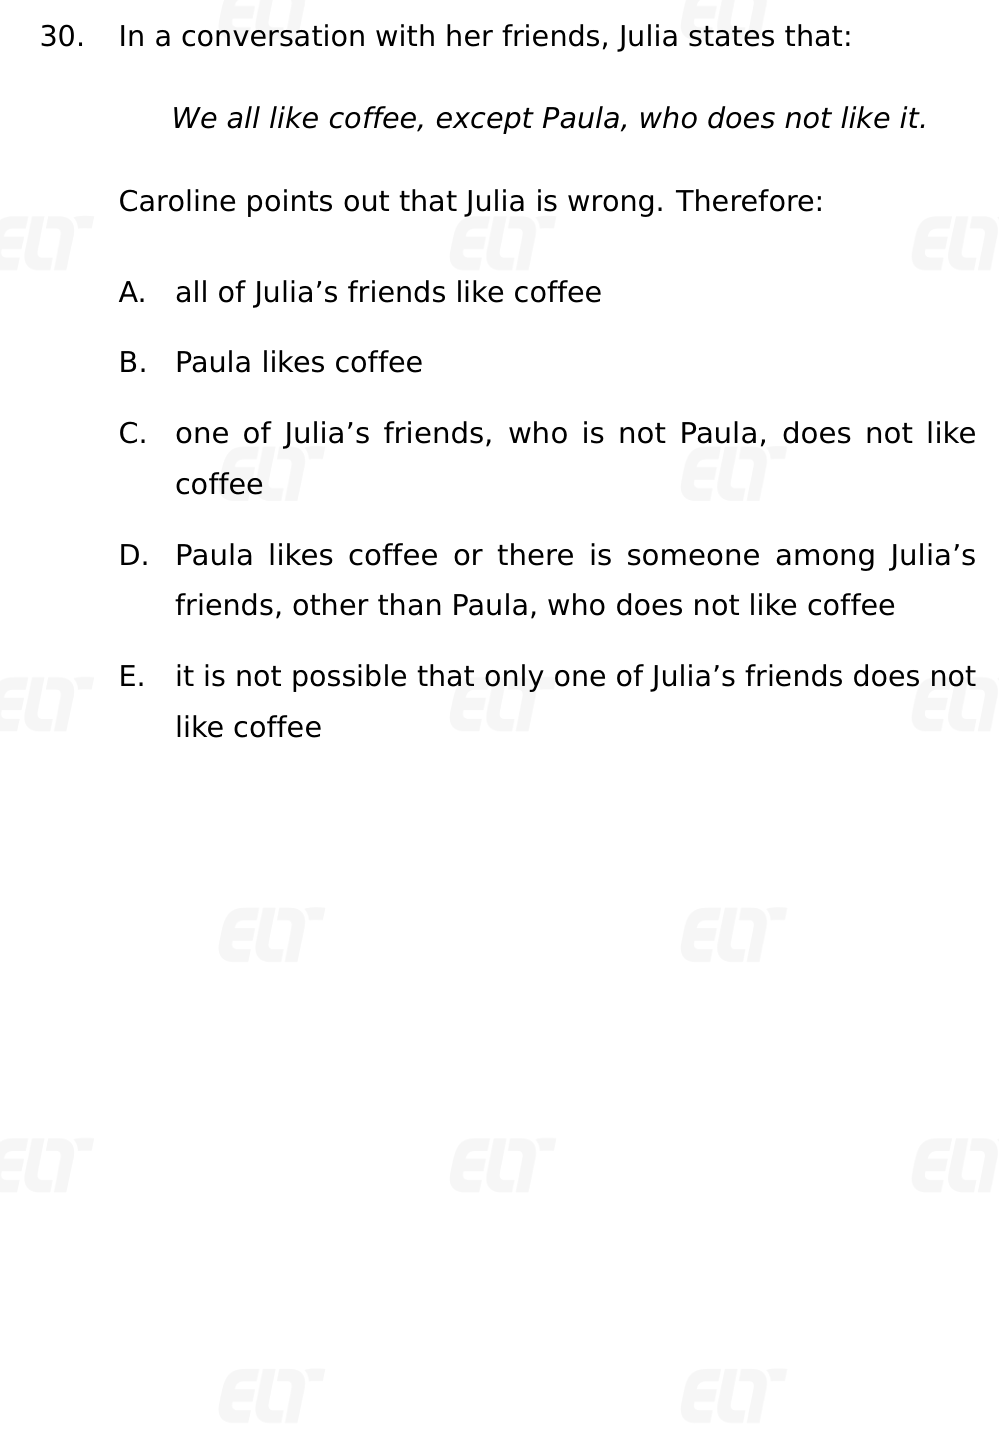 30. In a conversation with her friends, Julia states that:
We all like coffee, except Paula, who does not like it.
Caroline points out that Julia is wrong. Therefore:
A. all of Julia’s friends like coffee
B. Paula likes coffee
C. one of Julia’s friends, who is not Paula, does not like
coffee
D. Paula likes coffee or there is someone among Julia’s
friends, other than Paula, who does not like coffee
E. it is not possible that only one of Julia’s friends does not
like coffee